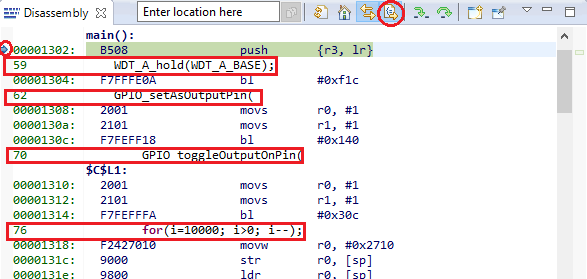 Disassembly
Enter location here
main():
00001302: B508 push {r3, lr}
59 WDT_A_hold(WDT_A_BASE);
00001304: F7FFFE0A bl #0xf1c
62 GPIO_setAsOutputPin(
00001308: 2001 movs r0, #1
0000130a: 2101 movs r1, #1
0000130c: F7FEFF18 bl #0x140
70 GPIO_toggleOutputOnPin(
$C$L1:
00001310: 2001 movs r0, #1
00001312: 2101 movs r1, #1
00001314: F7FEFFFA bl #0x30c
76 for(i=10000; i>0; i--);
00001318: F2427010 movw r0, #0x2710
0000131c: 9000 str r0, [sp]
0000131e: 9800 ldr r0, [sp]